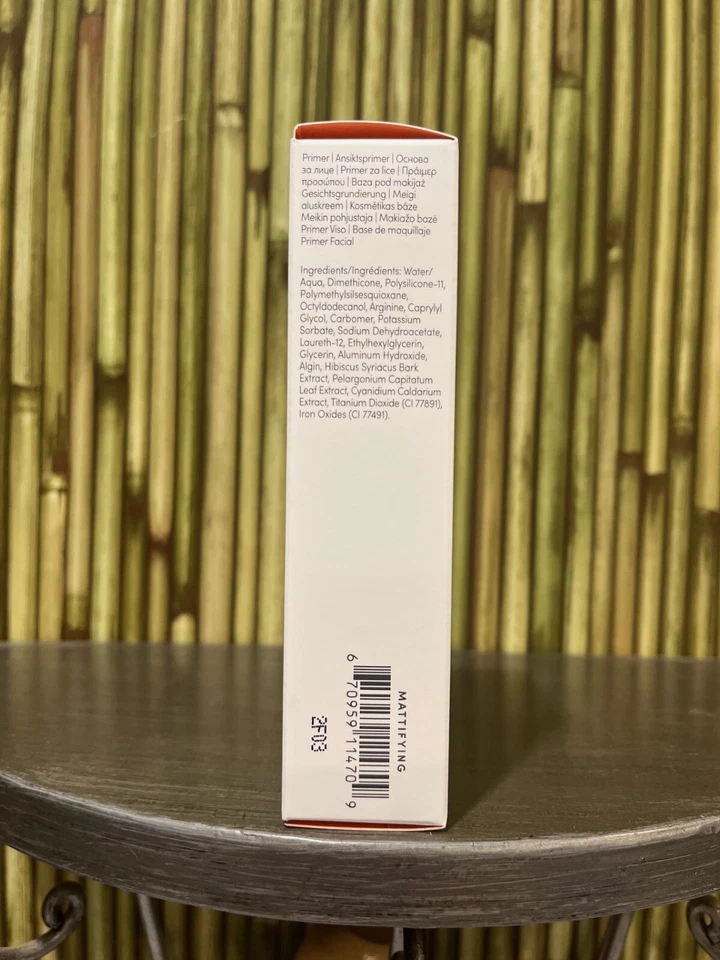 Primer | Ansiktsprimer | Основа
за лице | Primer za lice | Πράιμερ
προσώπου | Baza pod makijaż
Gesichtsgrundierung | Meigi
aluskreem | Kosmētikas bāze
Meikin pohjustaja | Makiažo bazė
Primer Viso | Base de maquillaje
Primer Facial
Ingredients/Ingrédients: Water/
Aqua, Dimethicone, Polysilicone-11,
Polymethylsilsesquioxane,
Octyldodecanol, Arginine, Caprylyl
Glycol, Carbomer, Potassium
Sorbate, Sodium Dehydroacetate,
Laureth-12, Ethylhexylglycerin,
Glycerin, Aluminum Hydroxide,
Algin, Hibiscus Syriacus Bark
Extract, Pelargonium Capitatum
Leaf Extract, Cyanidium Caldarium
Extract, Titanium Dioxide (CI 77891),
Iron Oxides (CI 77491).
MATTIFYING
6 70959 11470 9
2F03